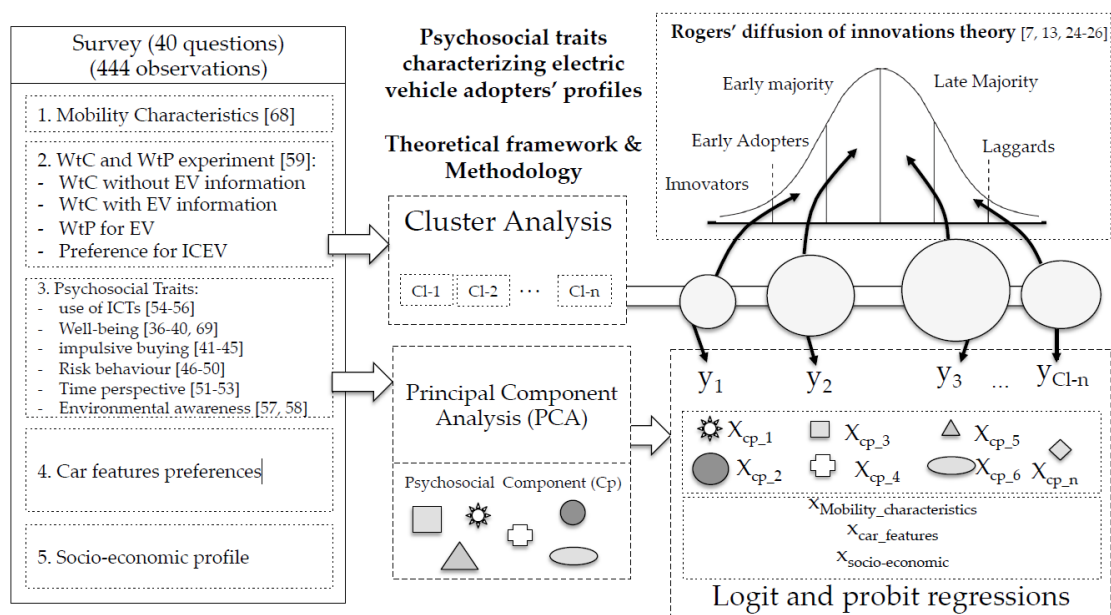 Survey (40 questions)
(444 observations)
1. Mobility Characteristics [68]
2. WtC and WtP experiment [59]:
- WtC without EV information
- WtC with EV information
- WtP for EV
- Preference for ICEV
3. Psychosocial Traits:
- use of ICTs [54-56]
- Well-being [36-40, 69]
- impulsive buying [41-45]
- Risk behaviour [46-50]
- Time perspective [51-53]
- Environmental awareness [57, 58]
4. Car features preferences
5. Socio-economic profile
Psychosocial traits
characterizing electric
vehicle adopters' profiles
Theoretical framework &
Methodology
Cluster Analysis
Cl-1 Cl-2 ... Cl-n
Principal Component
Analysis (PCA)
Psychosocial Component (Cp)
Rogers' diffusion of innovations theory [7, 13, 24-26]
Early majority
Late Majority
Early Adopters
Laggards
Innovators
y1 y2 y3 ... yCl-n
Xcp_1 Xcp_3 Xcp_5
Xcp_2 Xcp_4 Xcp_6 Xcp_n
xMobility_characteristics
xcar_features
xsocio-economic
Logit and probit regressions